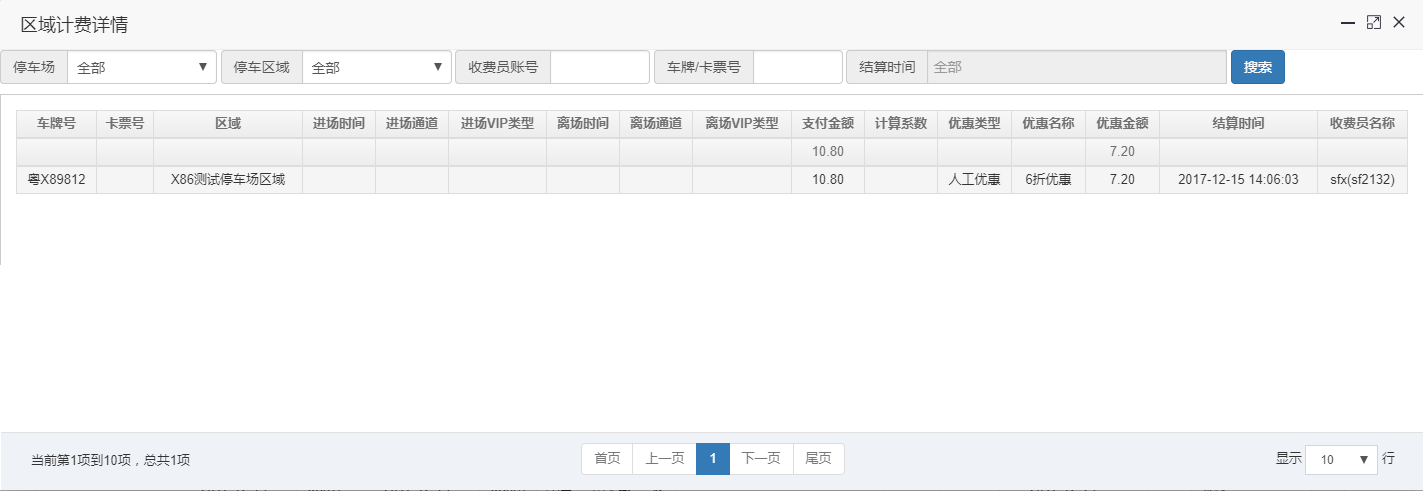 区域计费详情
停车场 全部 停车区域 全部 收费员账号 车牌/卡票号 结算时间 全部 搜索
车牌号 卡票号 区域 进场时间 进场通道 进场VIP类型 离场时间 离场通道 离场VIP类型 支付金额 计算系数 优惠类型 优惠名称 优惠金额 结算时间 收费员名称
10.80 7.20
粤X89812 X86测试停车场区域 10.80 人工优惠 6折优惠 7.20 2017-12-15 14:06:03 sfx(sf2132)
当前第1项到10项，总共1项 首页 上一页 1 下一页 尾页 显示 10 行